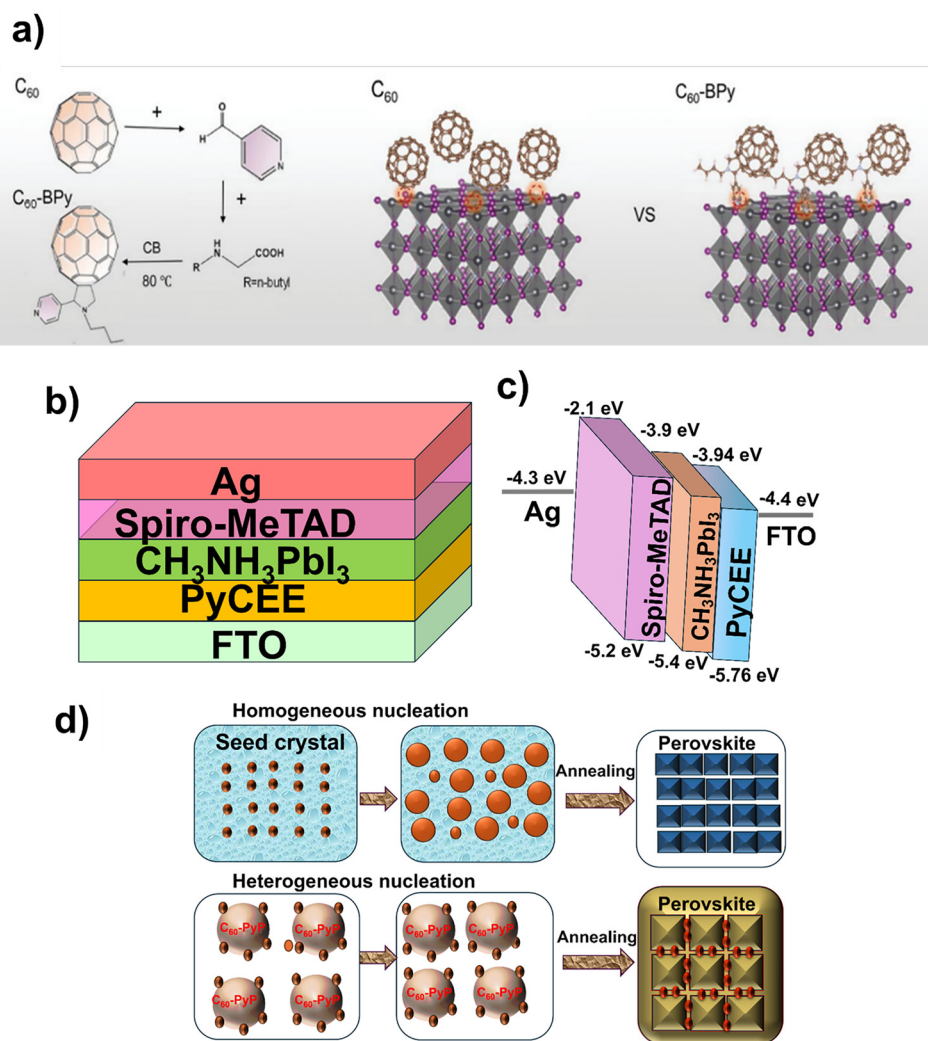 a)
C₆₀
+
O
H
N
C₆₀-BPy
+
CB
80 °C
H
N
R
COOH
R=n-butyl
N
N
C₆₀
VS
C₆₀-BPy
b)
Ag
Spiro-MeTAD
CH₃NH₃PbI₃
PyCEE
FTO
c)
-2.1 eV
-3.9 eV
-3.94 eV
-4.3 eV
Ag
-4.4 eV
FTO
Spiro-MeTAD
CH₃NH₃PbI₃
PyCEE
-5.2 eV
-5.4 eV
-5.76 eV
d)
Homogeneous nucleation
Seed crystal
Annealing
Perovskite
Heterogeneous nucleation
C₆₀-PyP
C₆₀-PyP
C₆₀-PyP
C₆₀-PyP
C₆₀-PyP
C₆₀-PyP
C₆₀-PyP
C₆₀-PyP
Annealing
Perovskite